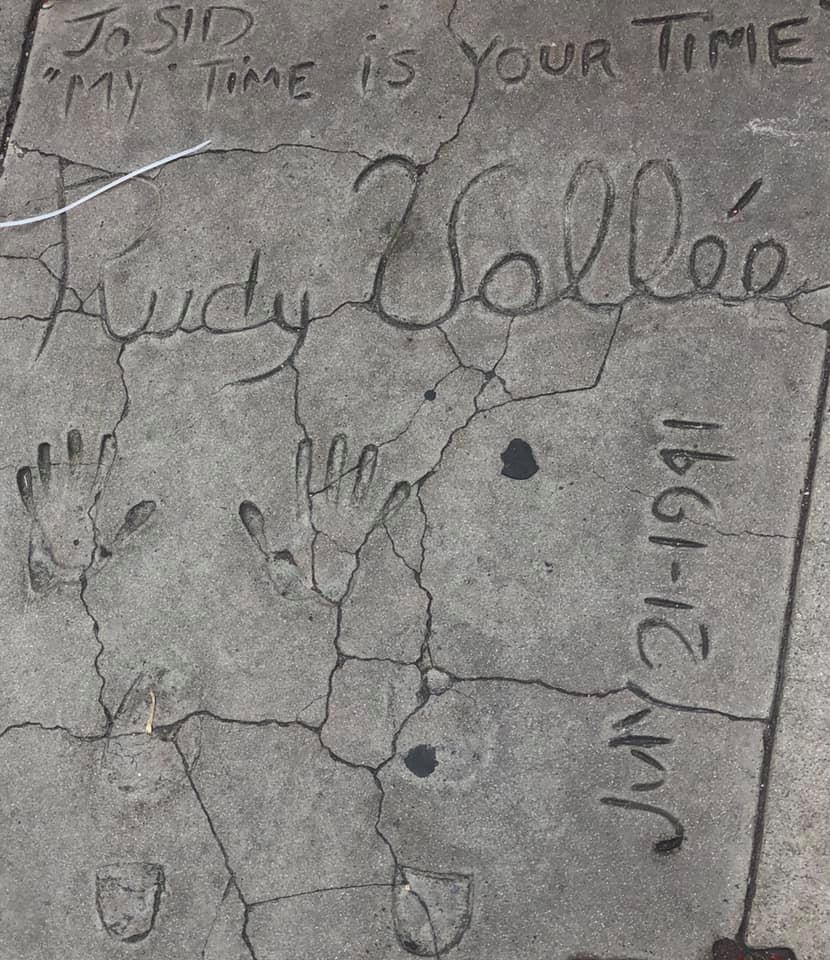 To SID
"MY" TIME is YOUR TIME
Rudy Vallée
JULY 21-1941